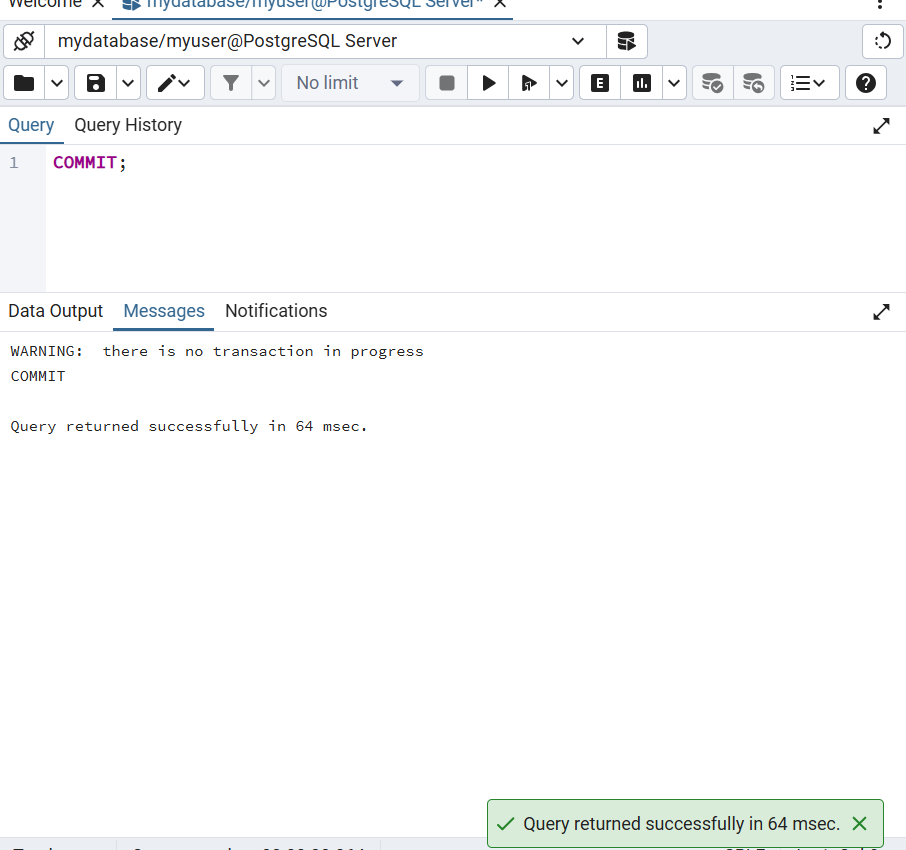 Welcome
mydatabase/myuser@PostgreSQL Server*
mydatabase/myuser@PostgreSQL Server
No limit
E
Query Query History
1 COMMIT;
Data Output Messages Notifications
WARNING:  there is no transaction in progress
COMMIT
Query returned successfully in 64 msec.
Query returned successfully in 64 msec.